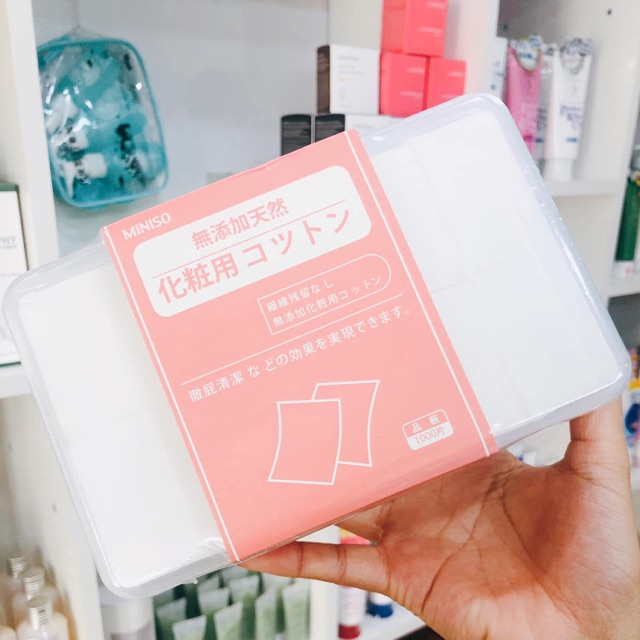 MINISO
無添加天然
化粧用コットン
繊維残留なし
無添加化粧用コットン
徹屁清潔 な どの効果を実現できます。
1000片